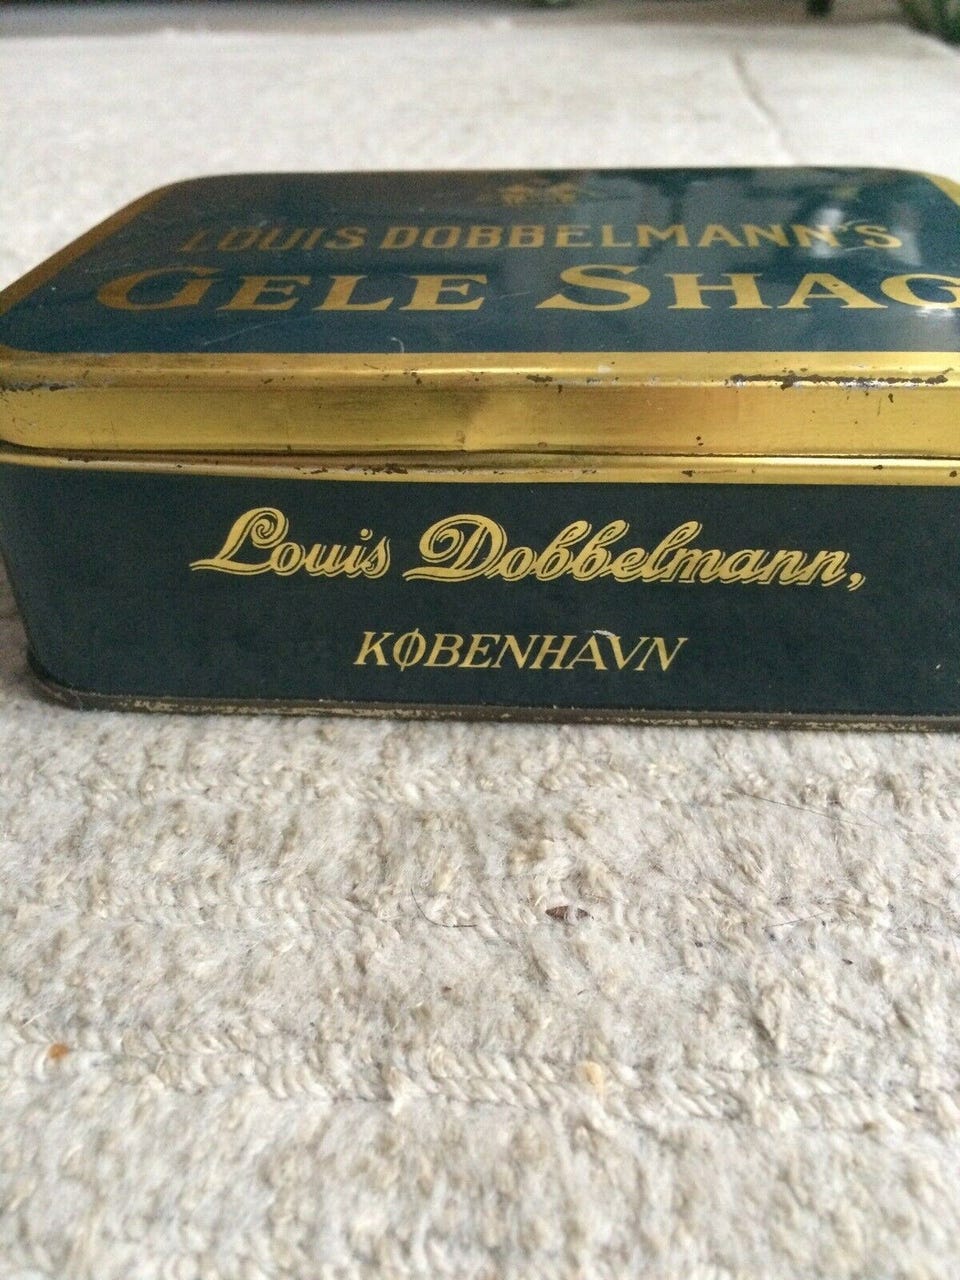 LOUIS DOBBELMANN'S
GELE SHAG
Louis Dobbelmann,
KØBENHAVN